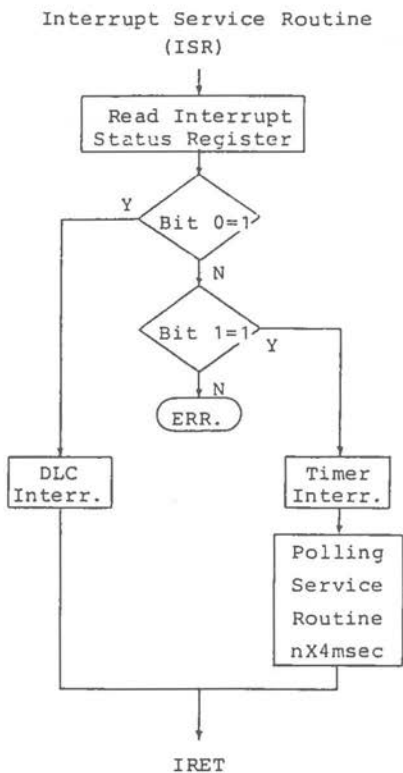 Interrupt Service Routine
(ISR)
Read Interrupt
Status Register
Y
Bit 0=1
N
Bit 1=1
Y
N
ERR.
DLC
Interr.
Timer
Interr.
Polling
Service
Routine
nX4msec
IRET